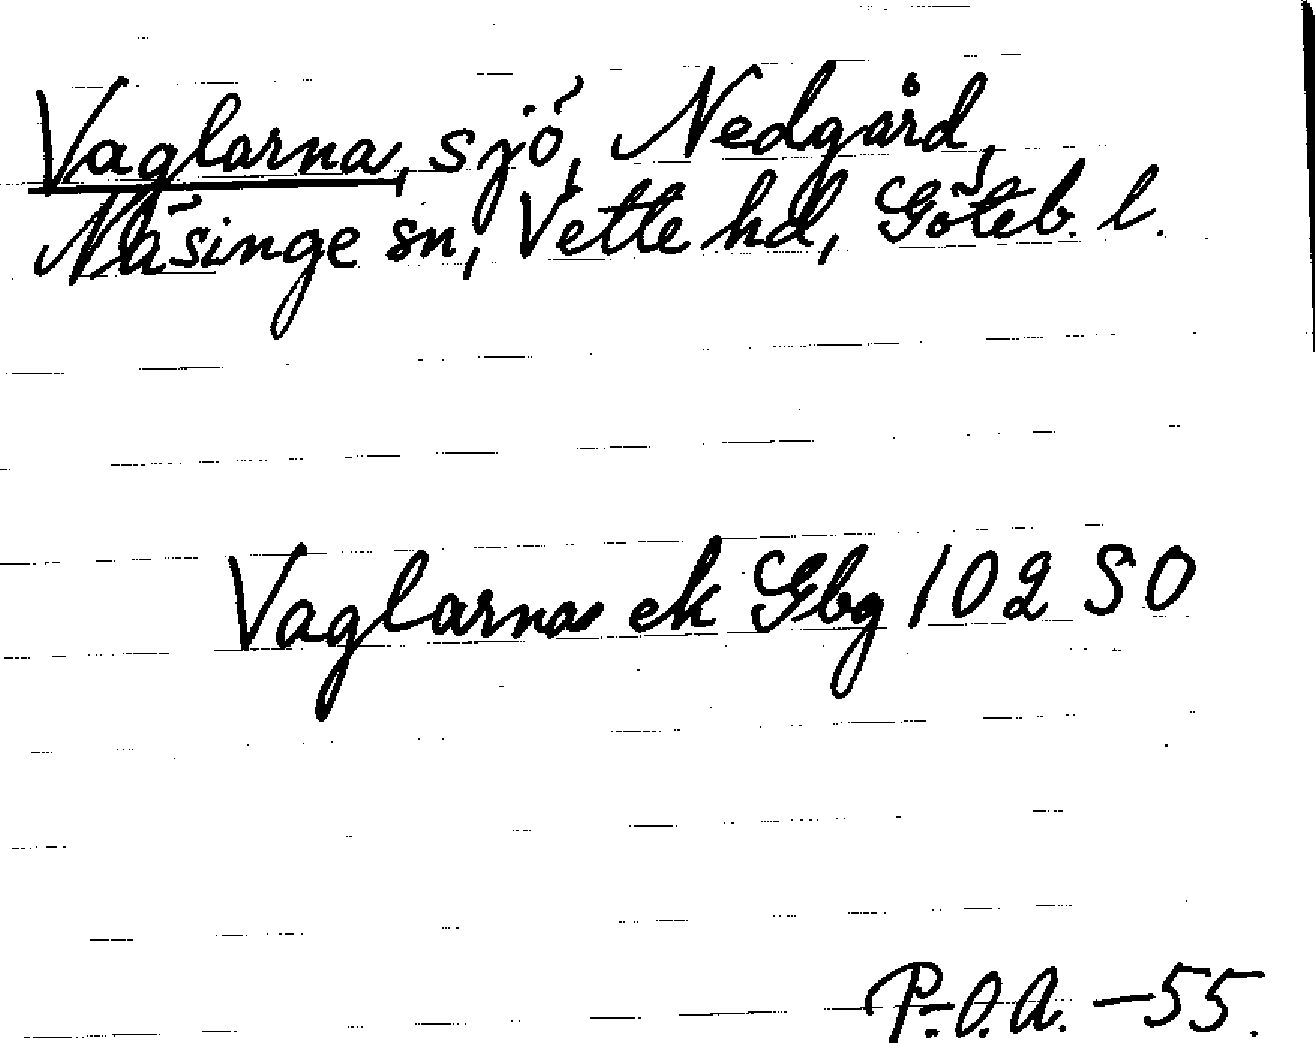 Vaglarna, sjö, Nedgård,
Näsinge sn, Vette hd, Göteb. l.
Vaglarna ek Gbg 102 SO
P.O.A. -55.